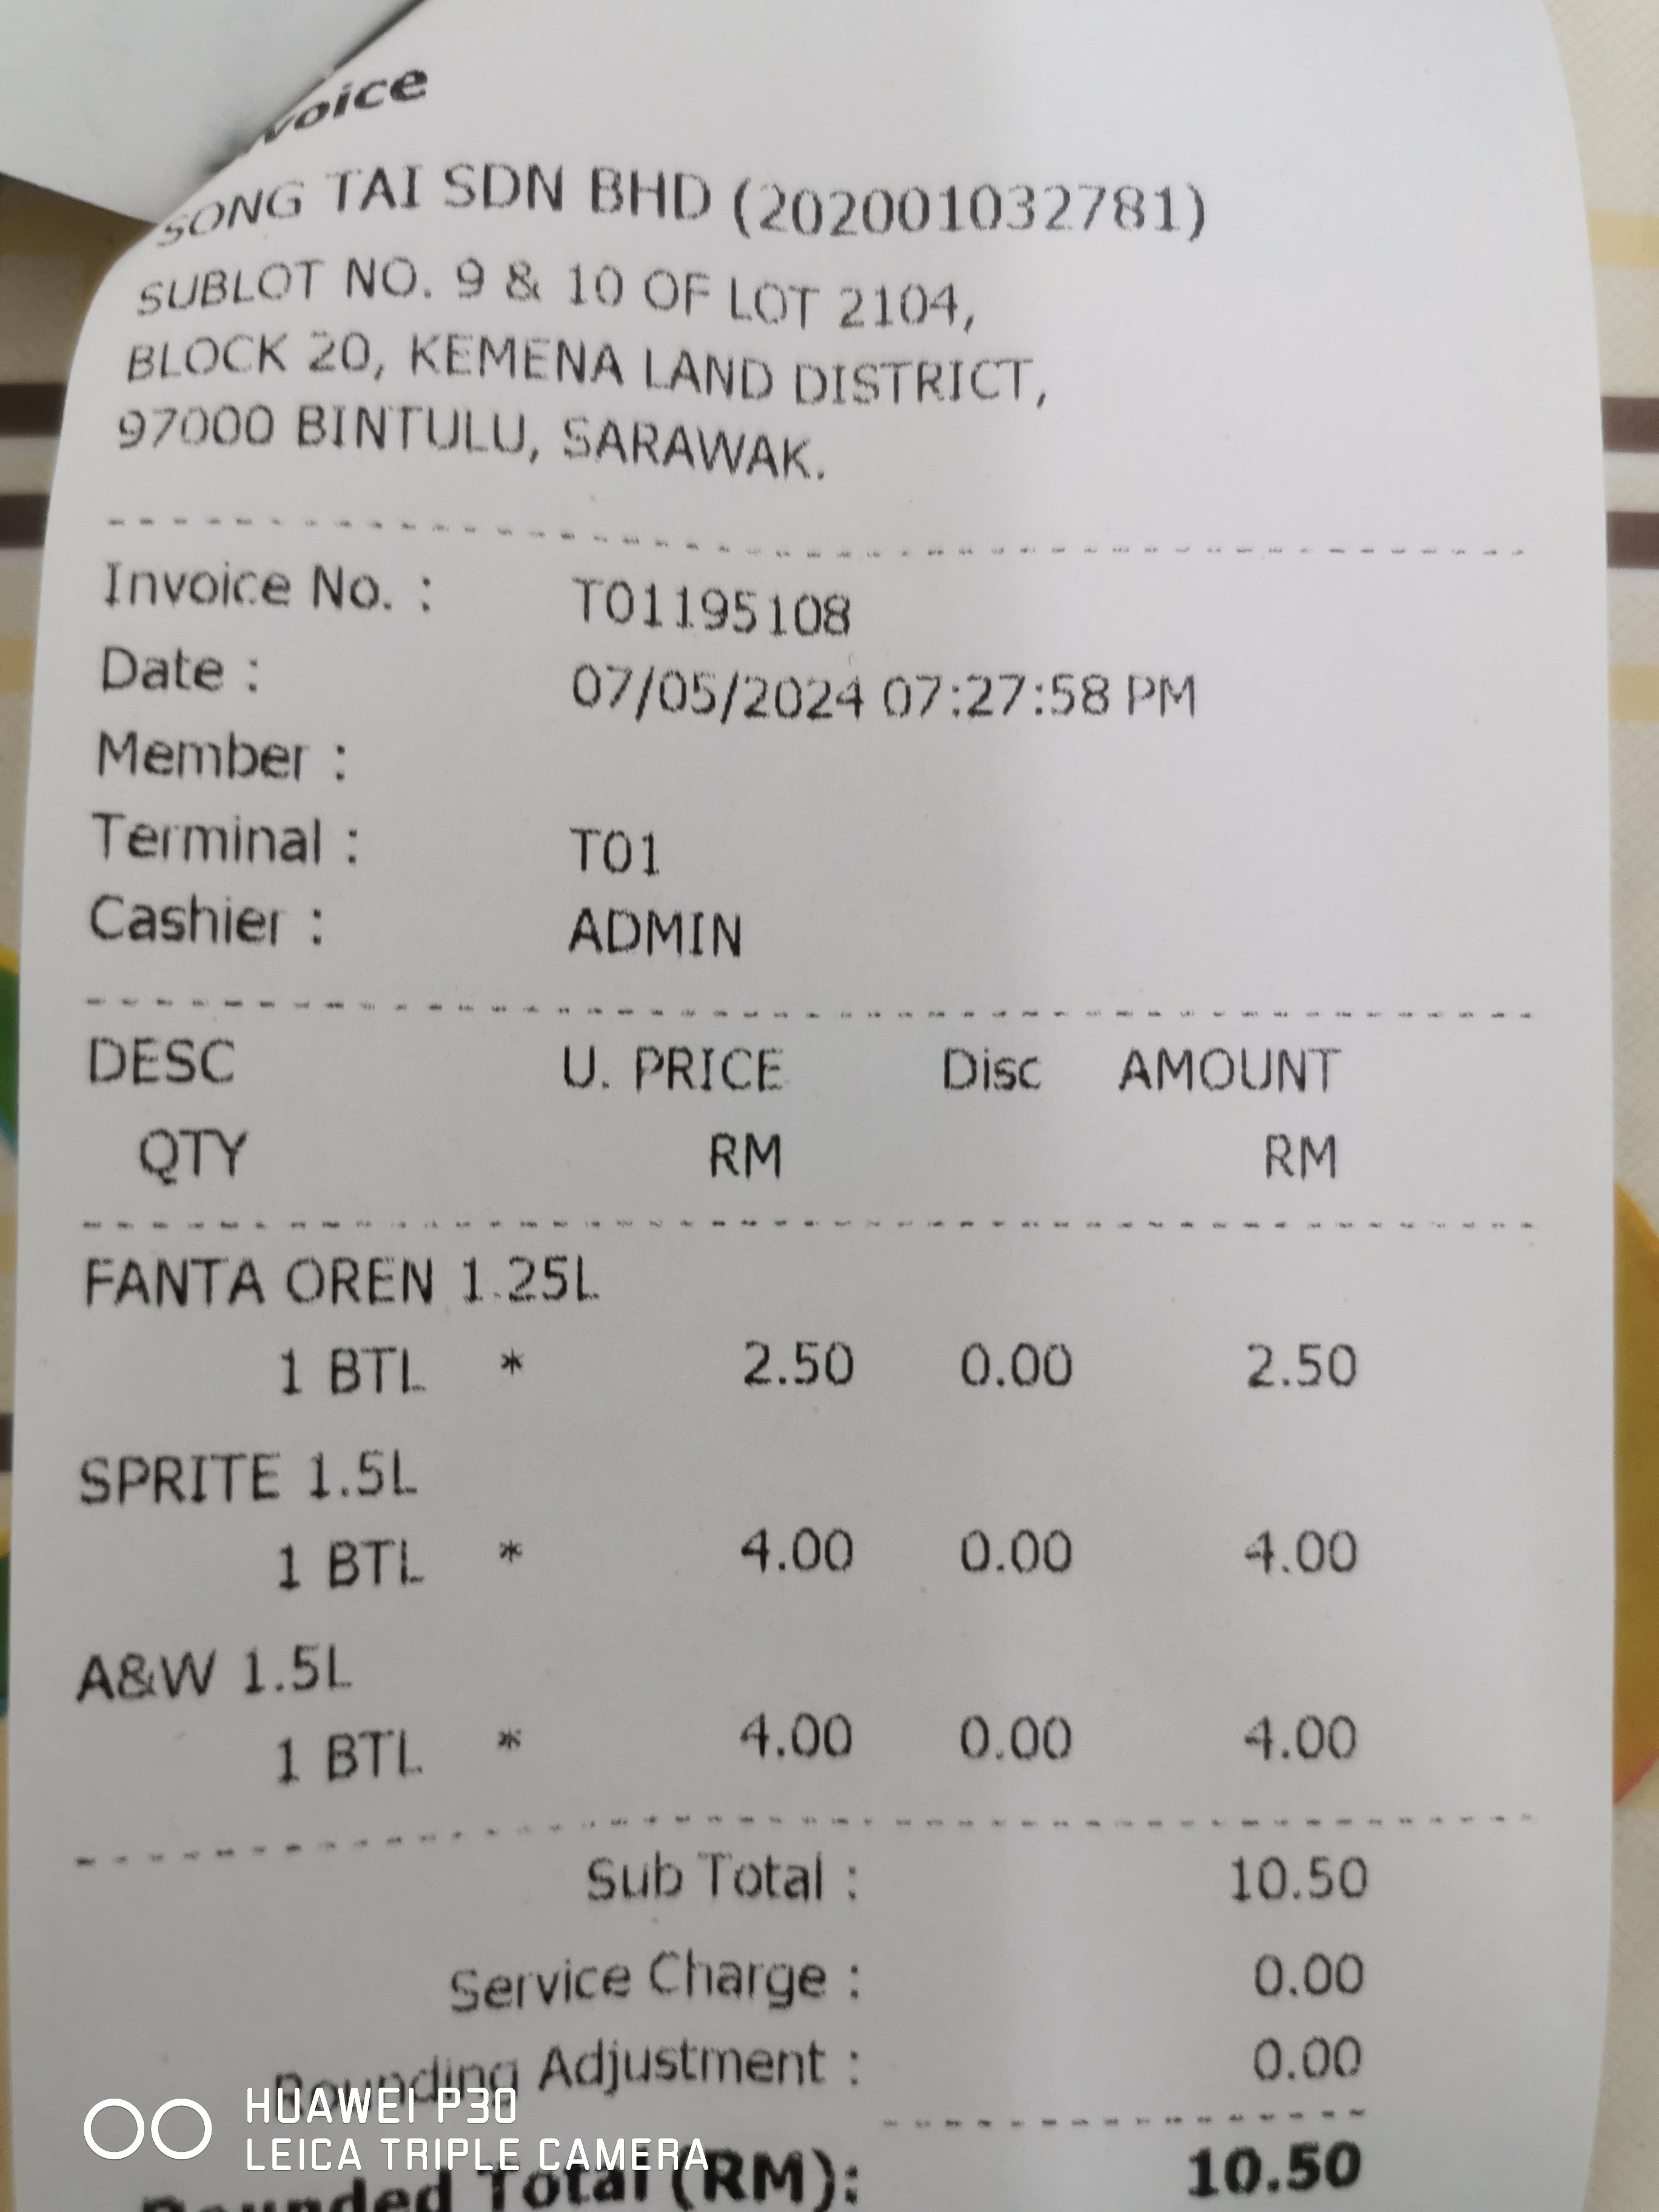 voice
SONG TAI SDN BHD (202001032781)
SUBLOT NO. 9 & 10 OF LOT 2104,
BLOCK 20, KEMENA LAND DISTRICT,
97000 BINTULU, SARAWAK.
Invoice No. : T01195108
Date : 07/05/2024 07:27:58 PM
Member :
Terminal : T01
Cashier : ADMIN
DESC U. PRICE Disc AMOUNT
QTY RM RM
FANTA OREN 1.25L
1 BTL * 2.50 0.00 2.50
SPRITE 1.5L
1 BTL * 4.00 0.00 4.00
A&W 1.5L
1 BTL * 4.00 0.00 4.00
Sub Total : 10.50
Service Charge : 0.00
Rounding Adjustment : 0.00
Rounded Total (RM): 10.50
HUAWEI P30
LEICA TRIPLE CAMERA